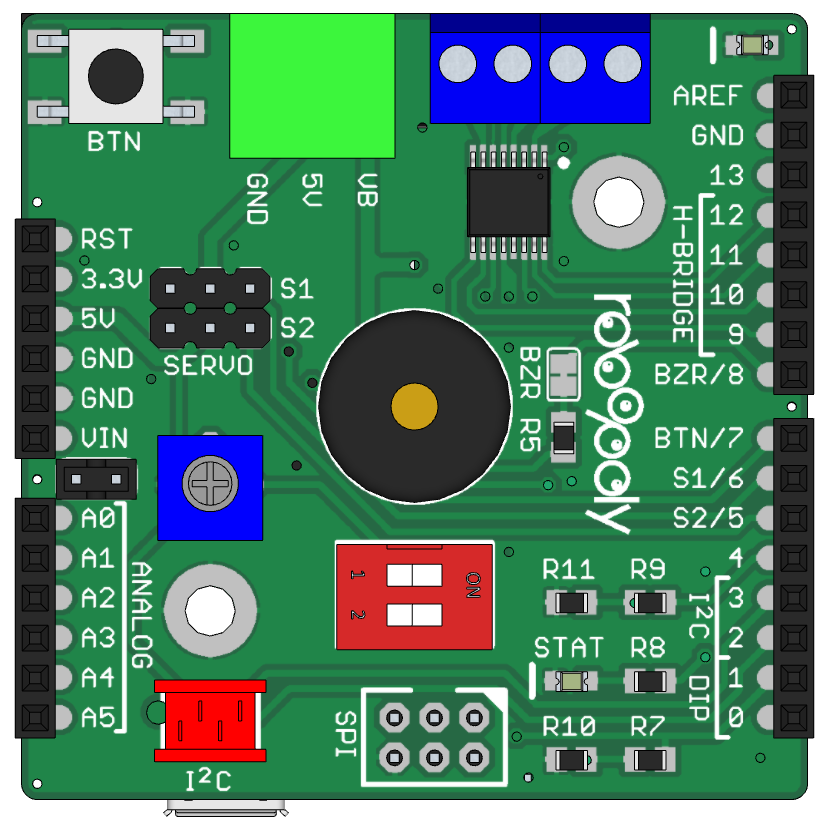 BTN
GND
5V
VB
RST
3.3V
5V
GND
GND
VIN
S1
S2
SERVO
AREF
GND
13
12
11
10
9
BZR/8
H-BRIDGE
BZR
R5
robopoly
BTN/7
S1/6
S2/5
4
3
2
1
0
I²C
DIP
A0
A1
A2
A3
A4
A5
ANALOG
1
2
ON
R11
R9
STAT
R8
R10
R7
SPI
I²C